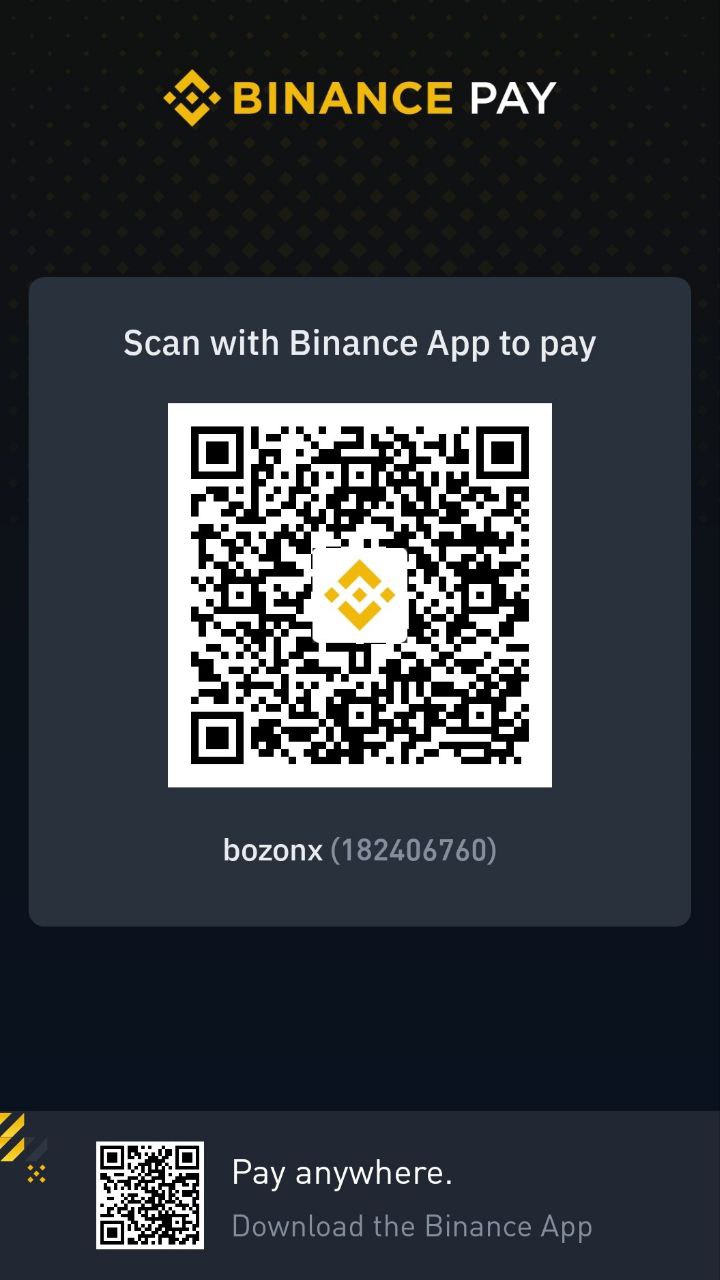 BINANCE PAY
Scan with Binance App to pay
bozonx (182406760)
Pay anywhere.
Download the Binance App